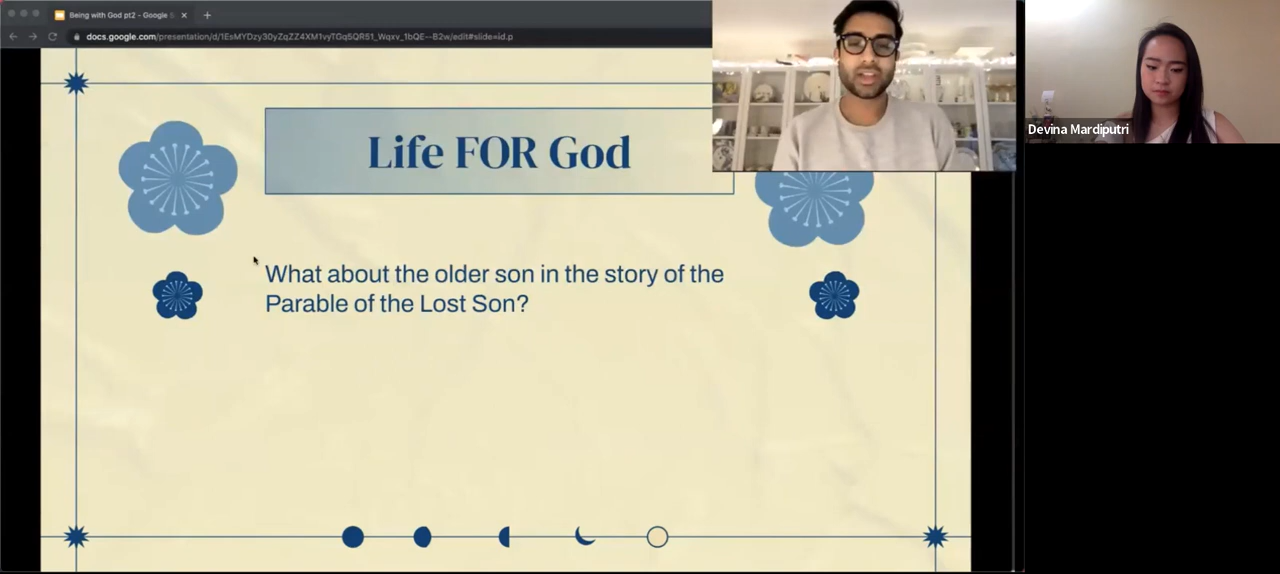 Being with God pt2 - Google S
docs.google.com/presentation/d/1EsMYDzy30yZqZZ4XM1vyTGq5QRS1_Wqxv_1bQE--B2w/edit#slide=id.p
Life FOR God
Devina Mardiputri
What about the older son in the story of the
Parable of the Lost Son?